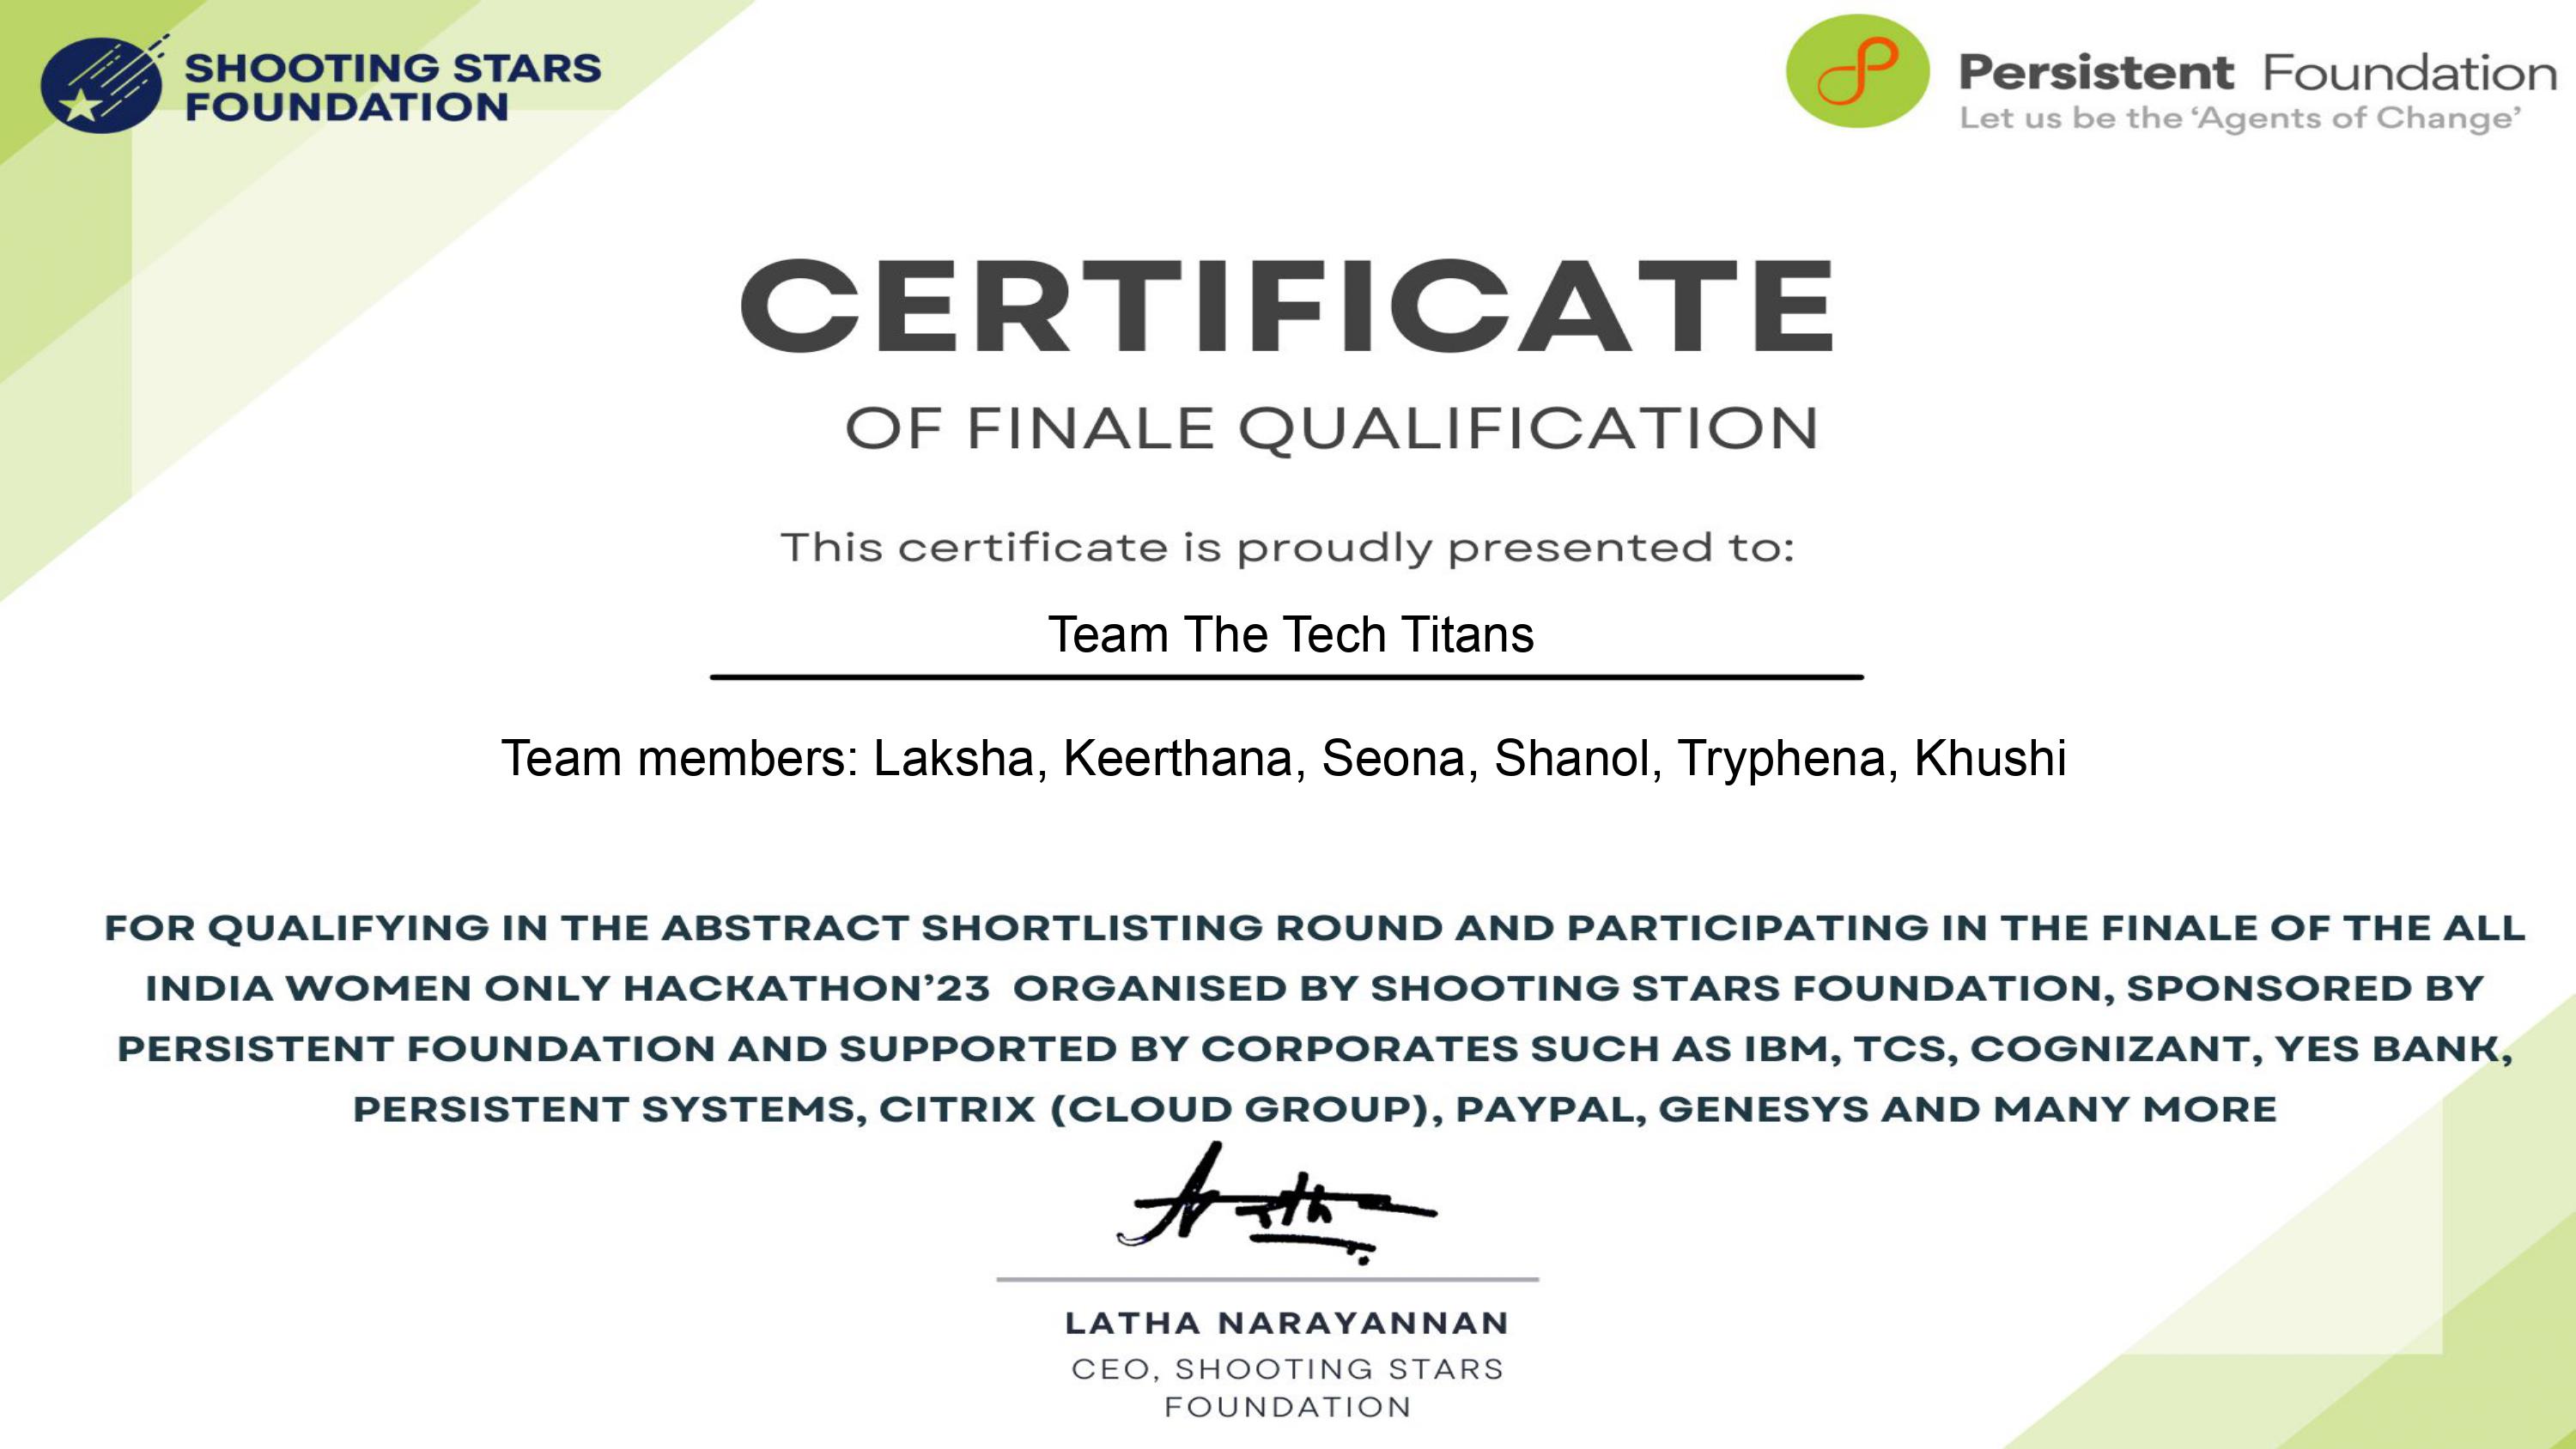 SHOOTING STARS
FOUNDATION
Persistent Foundation
Let us be the ‘Agents of Change’
CERTIFICATE
OF FINALE QUALIFICATION
This certificate is proudly presented to:
Team The Tech Titans
Team members: Laksha, Keerthana, Seona, Shanol, Tryphena, Khushi
FOR QUALIFYING IN THE ABSTRACT SHORTLISTING ROUND AND PARTICIPATING IN THE FINALE OF THE ALL
INDIA WOMEN ONLY HACKATHON’23 ORGANISED BY SHOOTING STARS FOUNDATION, SPONSORED BY
PERSISTENT FOUNDATION AND SUPPORTED BY CORPORATES SUCH AS IBM, TCS, COGNIZANT, YES BANK,
PERSISTENT SYSTEMS, CITRIX (CLOUD GROUP), PAYPAL, GENESYS AND MANY MORE
LATHA NARAYANNAN
CEO, SHOOTING STARS
FOUNDATION